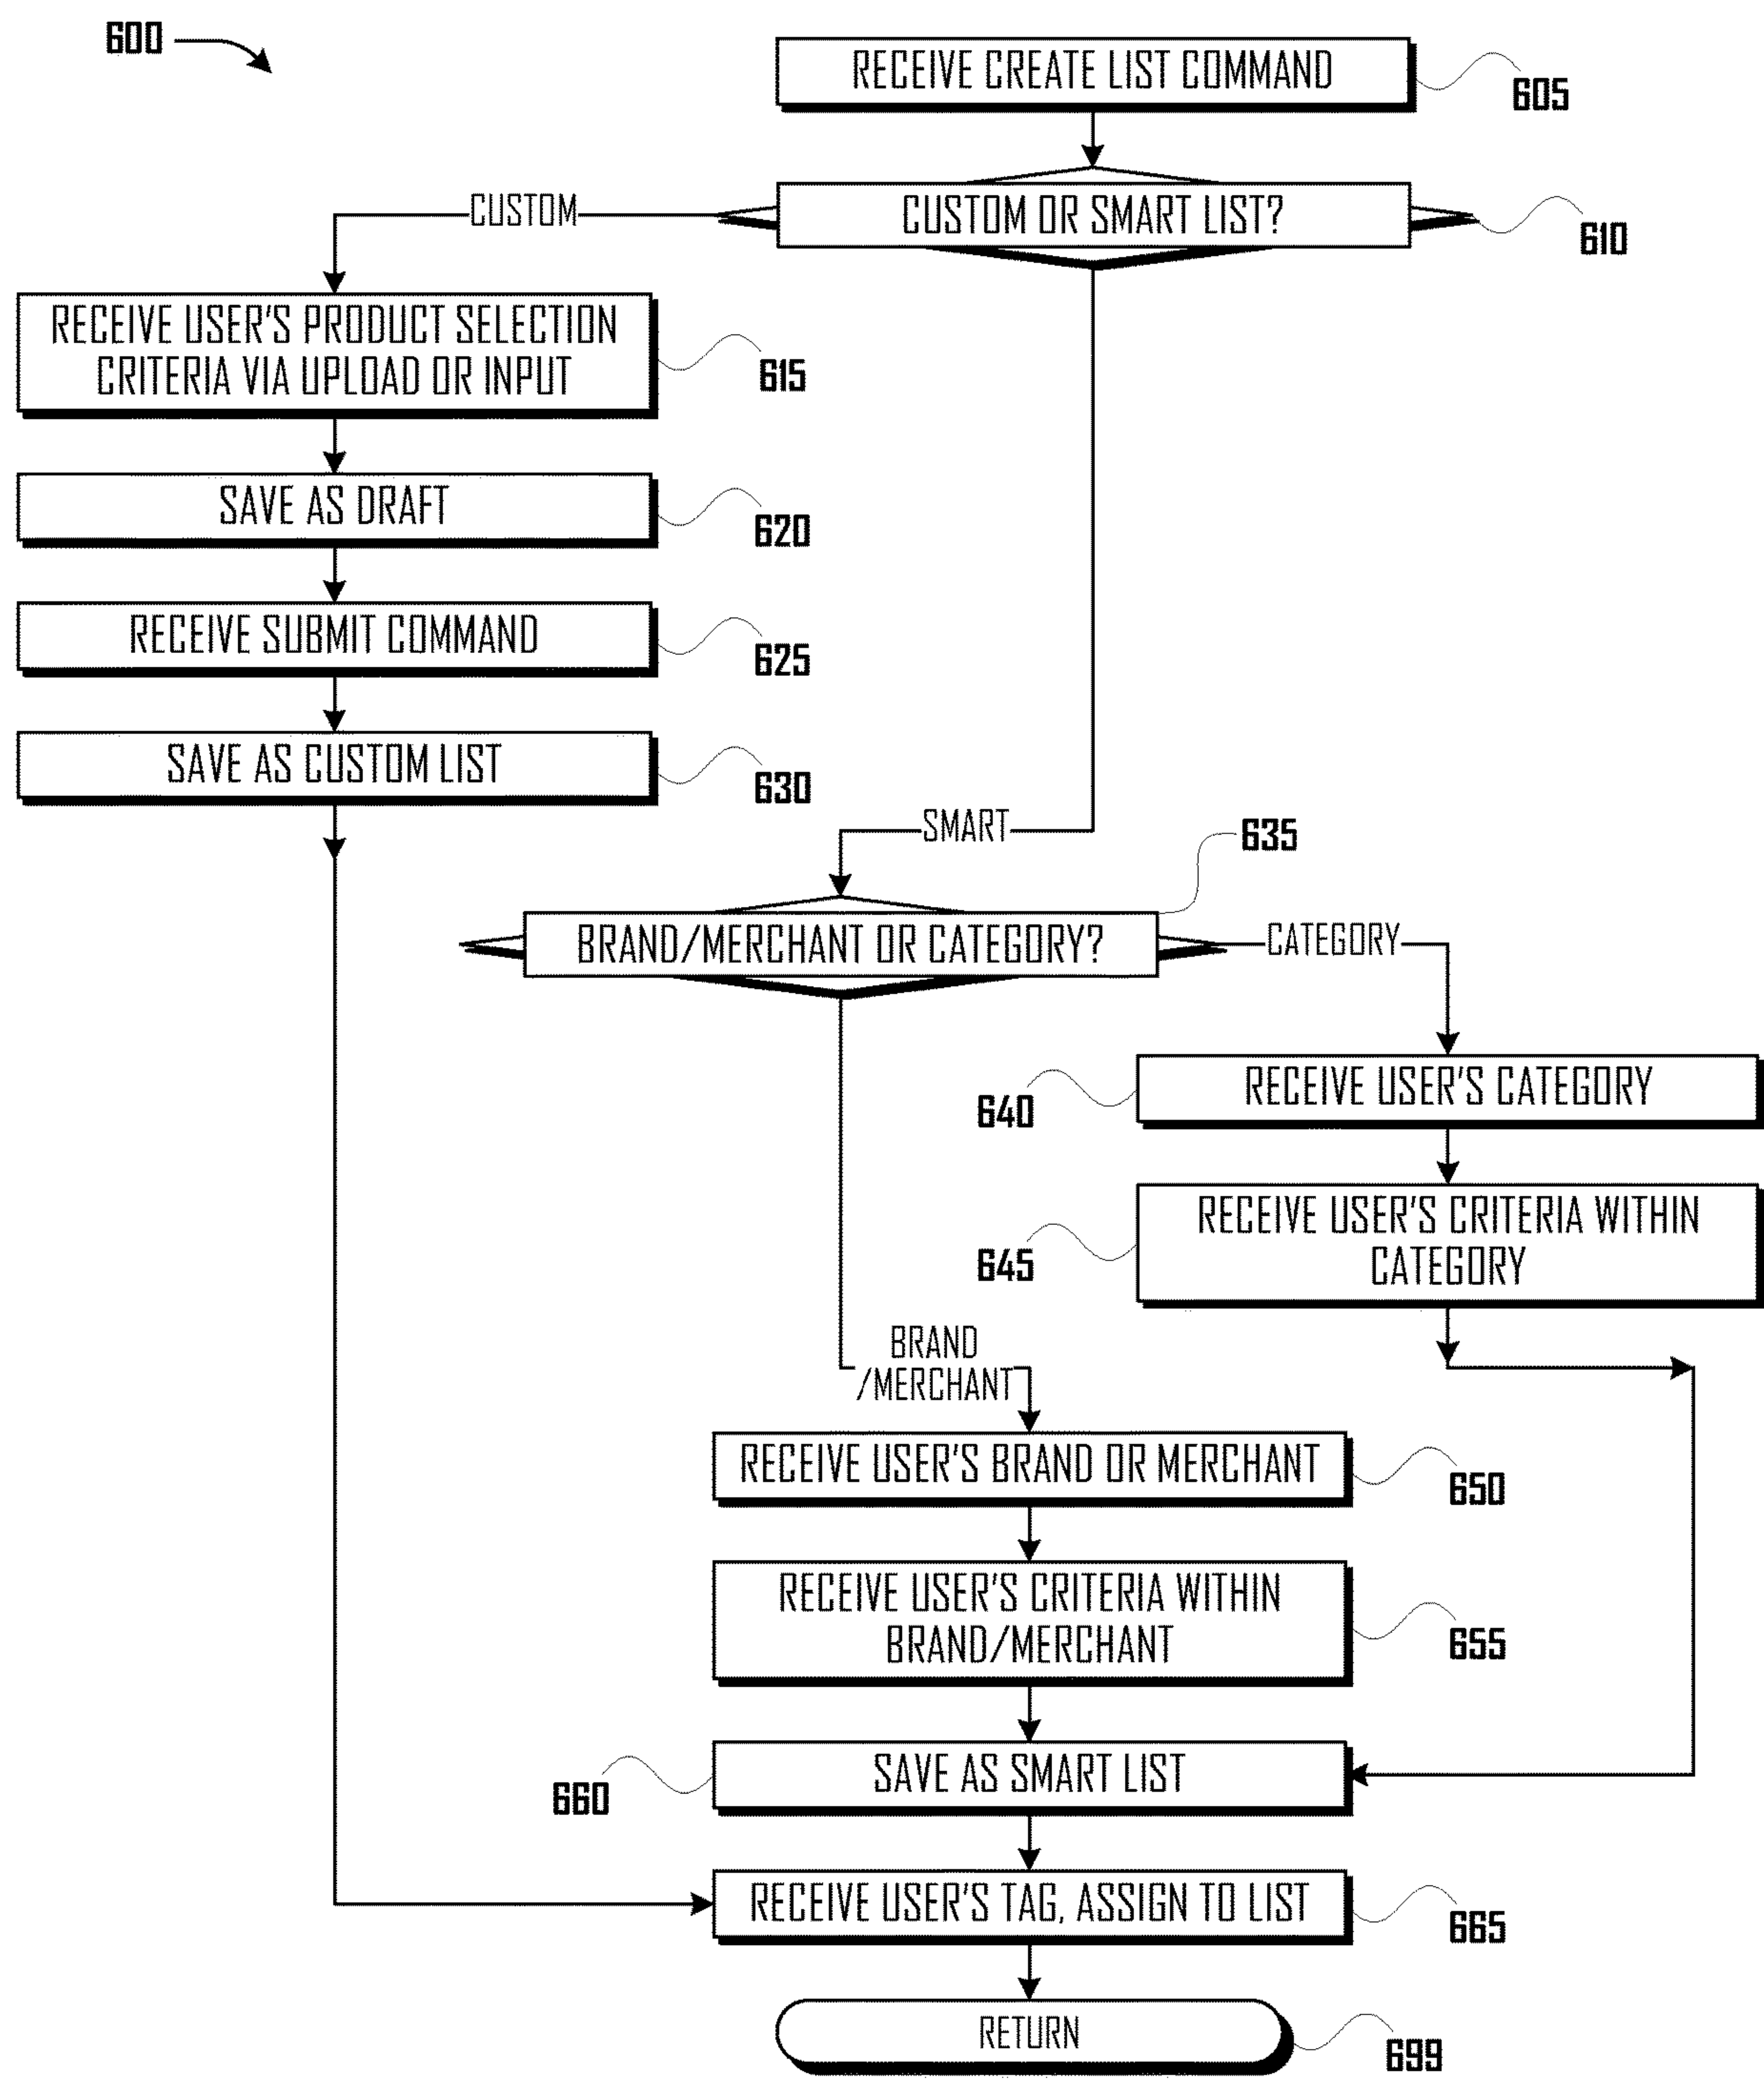 600
RECEIVE CREATE LIST COMMAND
605
CUSTOM
CUSTOM OR SMART LIST?
610
RECEIVE USER'S PRODUCT SELECTION
CRITERIA VIA UPLOAD OR INPUT
615
SAVE AS DRAFT
620
RECEIVE SUBMIT COMMAND
625
SAVE AS CUSTOM LIST
630
SMART
635
BRAND/MERCHANT OR CATEGORY?
CATEGORY
RECEIVE USER'S CATEGORY
640
RECEIVE USER'S CRITERIA WITHIN
CATEGORY
645
BRAND
/MERCHANT
RECEIVE USER'S BRAND OR MERCHANT
650
RECEIVE USER'S CRITERIA WITHIN
BRAND/MERCHANT
655
SAVE AS SMART LIST
660
RECEIVE USER'S TAG, ASSIGN TO LIST
665
RETURN
699